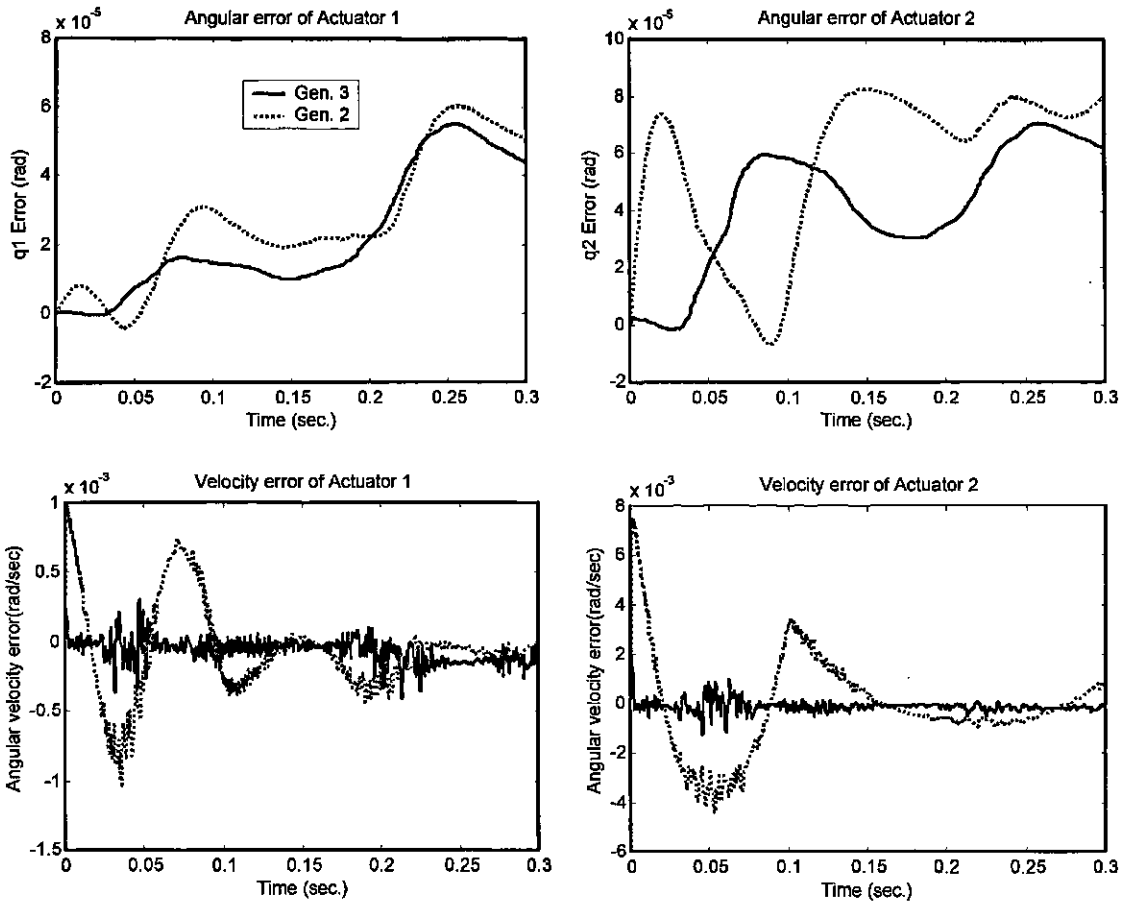 Angular error of Actuator 1
x 10^-5
8
6
4
2
0
-2
q1 Error (rad)
Gen. 3
Gen. 2
0 0.05 0.1 0.15 0.2 0.25 0.3
Time (sec.)
Angular error of Actuator 2
x 10^-5
10
8
6
4
2
0
-2
q2 Error (rad)
0 0.05 0.1 0.15 0.2 0.25 0.3
Time (sec.)
Velocity error of Actuator 1
x 10^-3
1
0.5
0
-0.5
-1
-1.5
Angular velocity error(rad/sec)
0 0.05 0.1 0.15 0.2 0.25 0.3
Time (sec.)
Velocity error of Actuator 2
x 10^-3
8
6
4
2
0
-2
-4
-6
Angular velocity error(rad/sec)
0 0.05 0.1 0.15 0.2 0.25 0.3
Time (sec.)